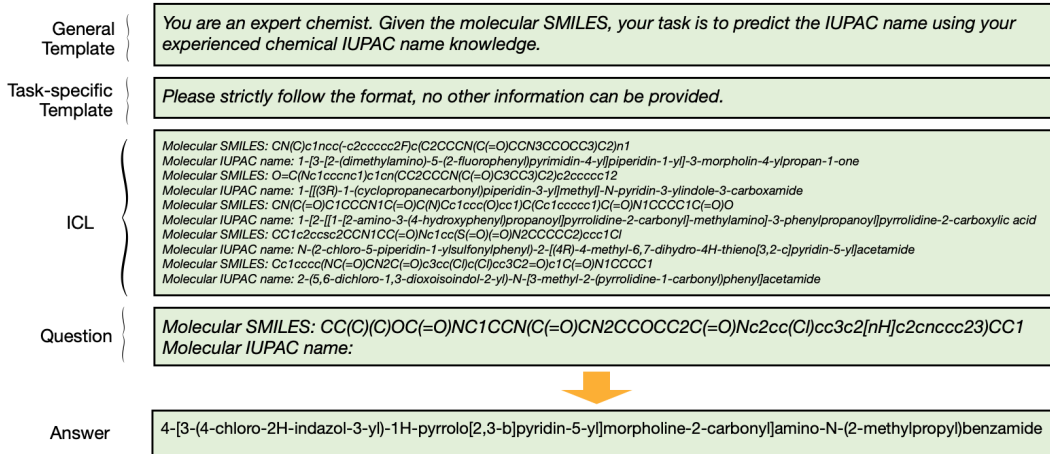 General
Template
You are an expert chemist. Given the molecular SMILES, your task is to predict the IUPAC name using your
experienced chemical IUPAC name knowledge.
Task-specific
Template
Please strictly follow the format, no other information can be provided.
ICL
Molecular SMILES: CN(C)c1ncc(-c2ccccc2F)c(C2CCCN(C(=O)CCN3CCOCC3)C2)n1
Molecular IUPAC name: 1-[3-[2-(dimethylamino)-5-(2-fluorophenyl)pyrimidin-4-yl]piperidin-1-yl]-3-morpholin-4-ylpropan-1-one
Molecular SMILES: O=C(Nc1cccnc1)c1cn(CC2CCCN(C(=O)C3CC3)C2)c2ccccc12
Molecular IUPAC name: 1-[[(3R)-1-(cyclopropanecarbonyl)piperidin-3-yl]methyl]-N-pyridin-3-ylindole-3-carboxamide
Molecular SMILES: CN(C(=O)C1CCCN1C(=O)C(N)Cc1ccc(O)cc1)C(Cc1ccccc1)C(=O)N1CCCC1C(=O)O
Molecular IUPAC name: 1-[2-[[1-[2-amino-3-(4-hydroxyphenyl)propanoyl]pyrrolidine-2-carbonyl]-methylamino]-3-phenylpropanoyl]pyrrolidine-2-carboxylic acid
Molecular SMILES: CC1c2ccsc2CCN1CC(=O)Nc1cc(S(=O)(=O)N2CCCCC2)ccc1Cl
Molecular IUPAC name: N-(2-chloro-5-piperidin-1-ylsulfonylphenyl)-2-[(4R)-4-methyl-6,7-dihydro-4H-thieno[3,2-c]pyridin-5-yl]acetamide
Molecular SMILES: Cc1cccc(NC(=O)CN2C(=O)c3cc(Cl)c(Cl)cc3C2=O)c1C(=O)N1CCCC1
Molecular IUPAC name: 2-(5,6-dichloro-1,3-dioxoisoindol-2-yl)-N-[3-methyl-2-(pyrrolidine-1-carbonyl)phenyl]acetamide
Question
Molecular SMILES: CC(C)(C)OC(=O)NC1CCN(C(=O)CN2CCOCC2C(=O)Nc2cc(Cl)cc3c2[nH]c2cnccc23)CC1
Molecular IUPAC name:
Answer
4-[3-(4-chloro-2H-indazol-3-yl)-1H-pyrrolo[2,3-b]pyridin-5-yl]morpholine-2-carbonyl]amino-N-(2-methylpropyl)benzamide